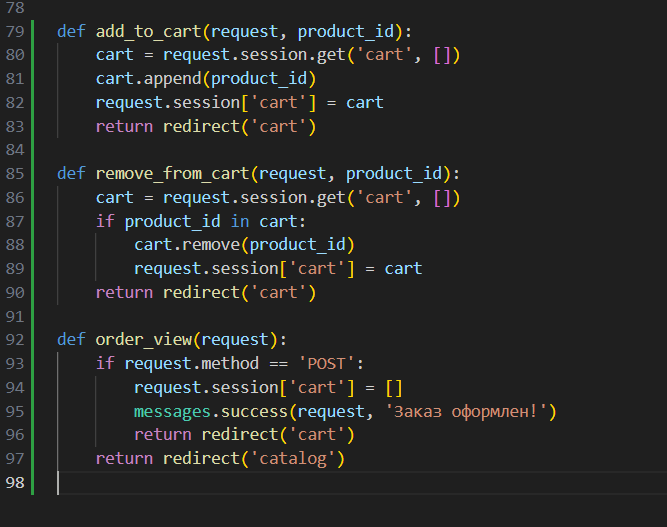 78
79 def add_to_cart(request, product_id):
80     cart = request.session.get('cart', [])
81     cart.append(product_id)
82     request.session['cart'] = cart
83     return redirect('cart')
84
85 def remove_from_cart(request, product_id):
86     cart = request.session.get('cart', [])
87     if product_id in cart:
88         cart.remove(product_id)
89         request.session['cart'] = cart
90     return redirect('cart')
91
92 def order_view(request):
93     if request.method == 'POST':
94         request.session['cart'] = []
95         messages.success(request, 'Заказ оформлен!')
96         return redirect('cart')
97     return redirect('catalog')
98